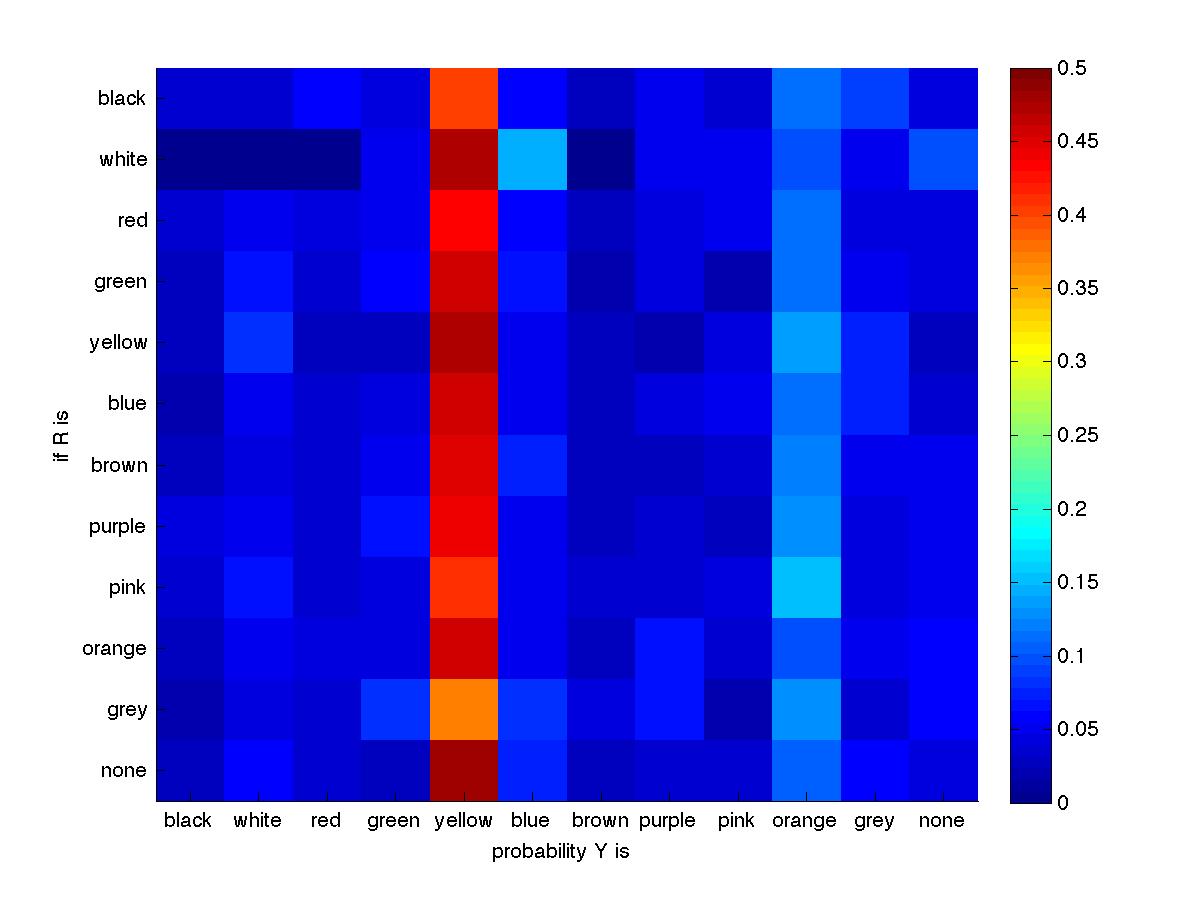 black
white
red
green
yellow
blue
brown
purple
pink
orange
grey
none
if R is
black white red green yellow blue brown purple pink orange grey none
probability Y is
0.5
0.45
0.4
0.35
0.3
0.25
0.2
0.15
0.1
0.05
0